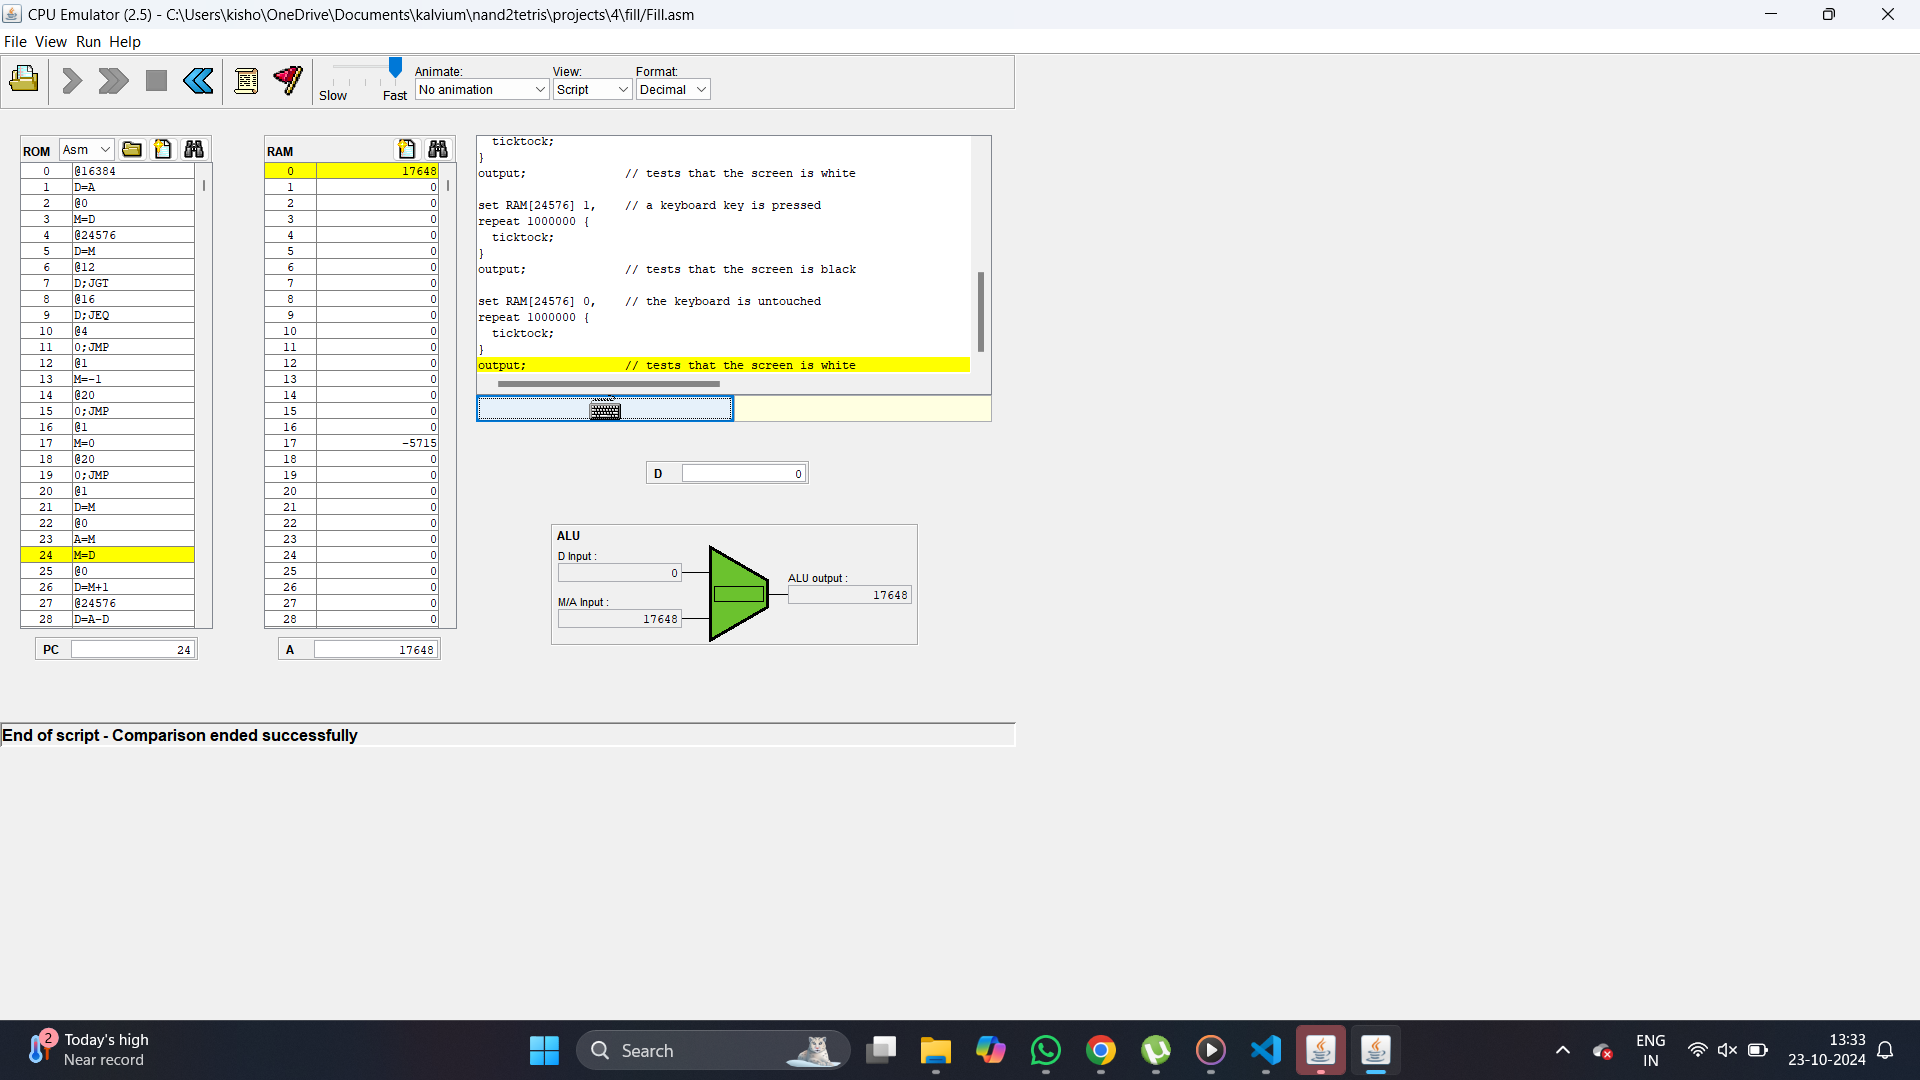 CPU Emulator (2.5) - C:\Users\kisho\OneDrive\Documents\kalvium\nand2tetris\projects\4\fill/Fill.asm
File View Run Help
Slow Fast
Animate:
No animation
View:
Script
Format:
Decimal
ROM Asm
0 @16384
1 D=A
2 @0
3 M=D
4 @24576
5 D=M
6 @12
7 D;JGT
8 @16
9 D;JEQ
10 @4
11 0;JMP
12 @1
13 M=-1
14 @20
15 0;JMP
16 @1
17 M=0
18 @20
19 0;JMP
20 @1
21 D=M
22 @0
23 A=M
24 M=D
25 @0
26 D=M+1
27 @24576
28 D=A-D
PC 24
RAM
0 17648
1 0
2 0
3 0
4 0
5 0
6 0
7 0
8 0
9 0
10 0
11 0
12 0
13 0
14 0
15 0
16 0
17 -5715
18 0
19 0
20 0
21 0
22 0
23 0
24 0
25 0
26 0
27 0
28 0
A 17648
ticktock;
}
output; // tests that the screen is white
set RAM[24576] 1, // a keyboard key is pressed
repeat 1000000 {
ticktock;
}
output; // tests that the screen is black
set RAM[24576] 0, // the keyboard is untouched
repeat 1000000 {
ticktock;
}
output; // tests that the screen is white
D 0
ALU
D Input :
0
M/A Input :
17648
ALU output :
17648
End of script - Comparison ended successfully
2
Today's high
Near record
Search
ENG
IN
13:33
23-10-2024